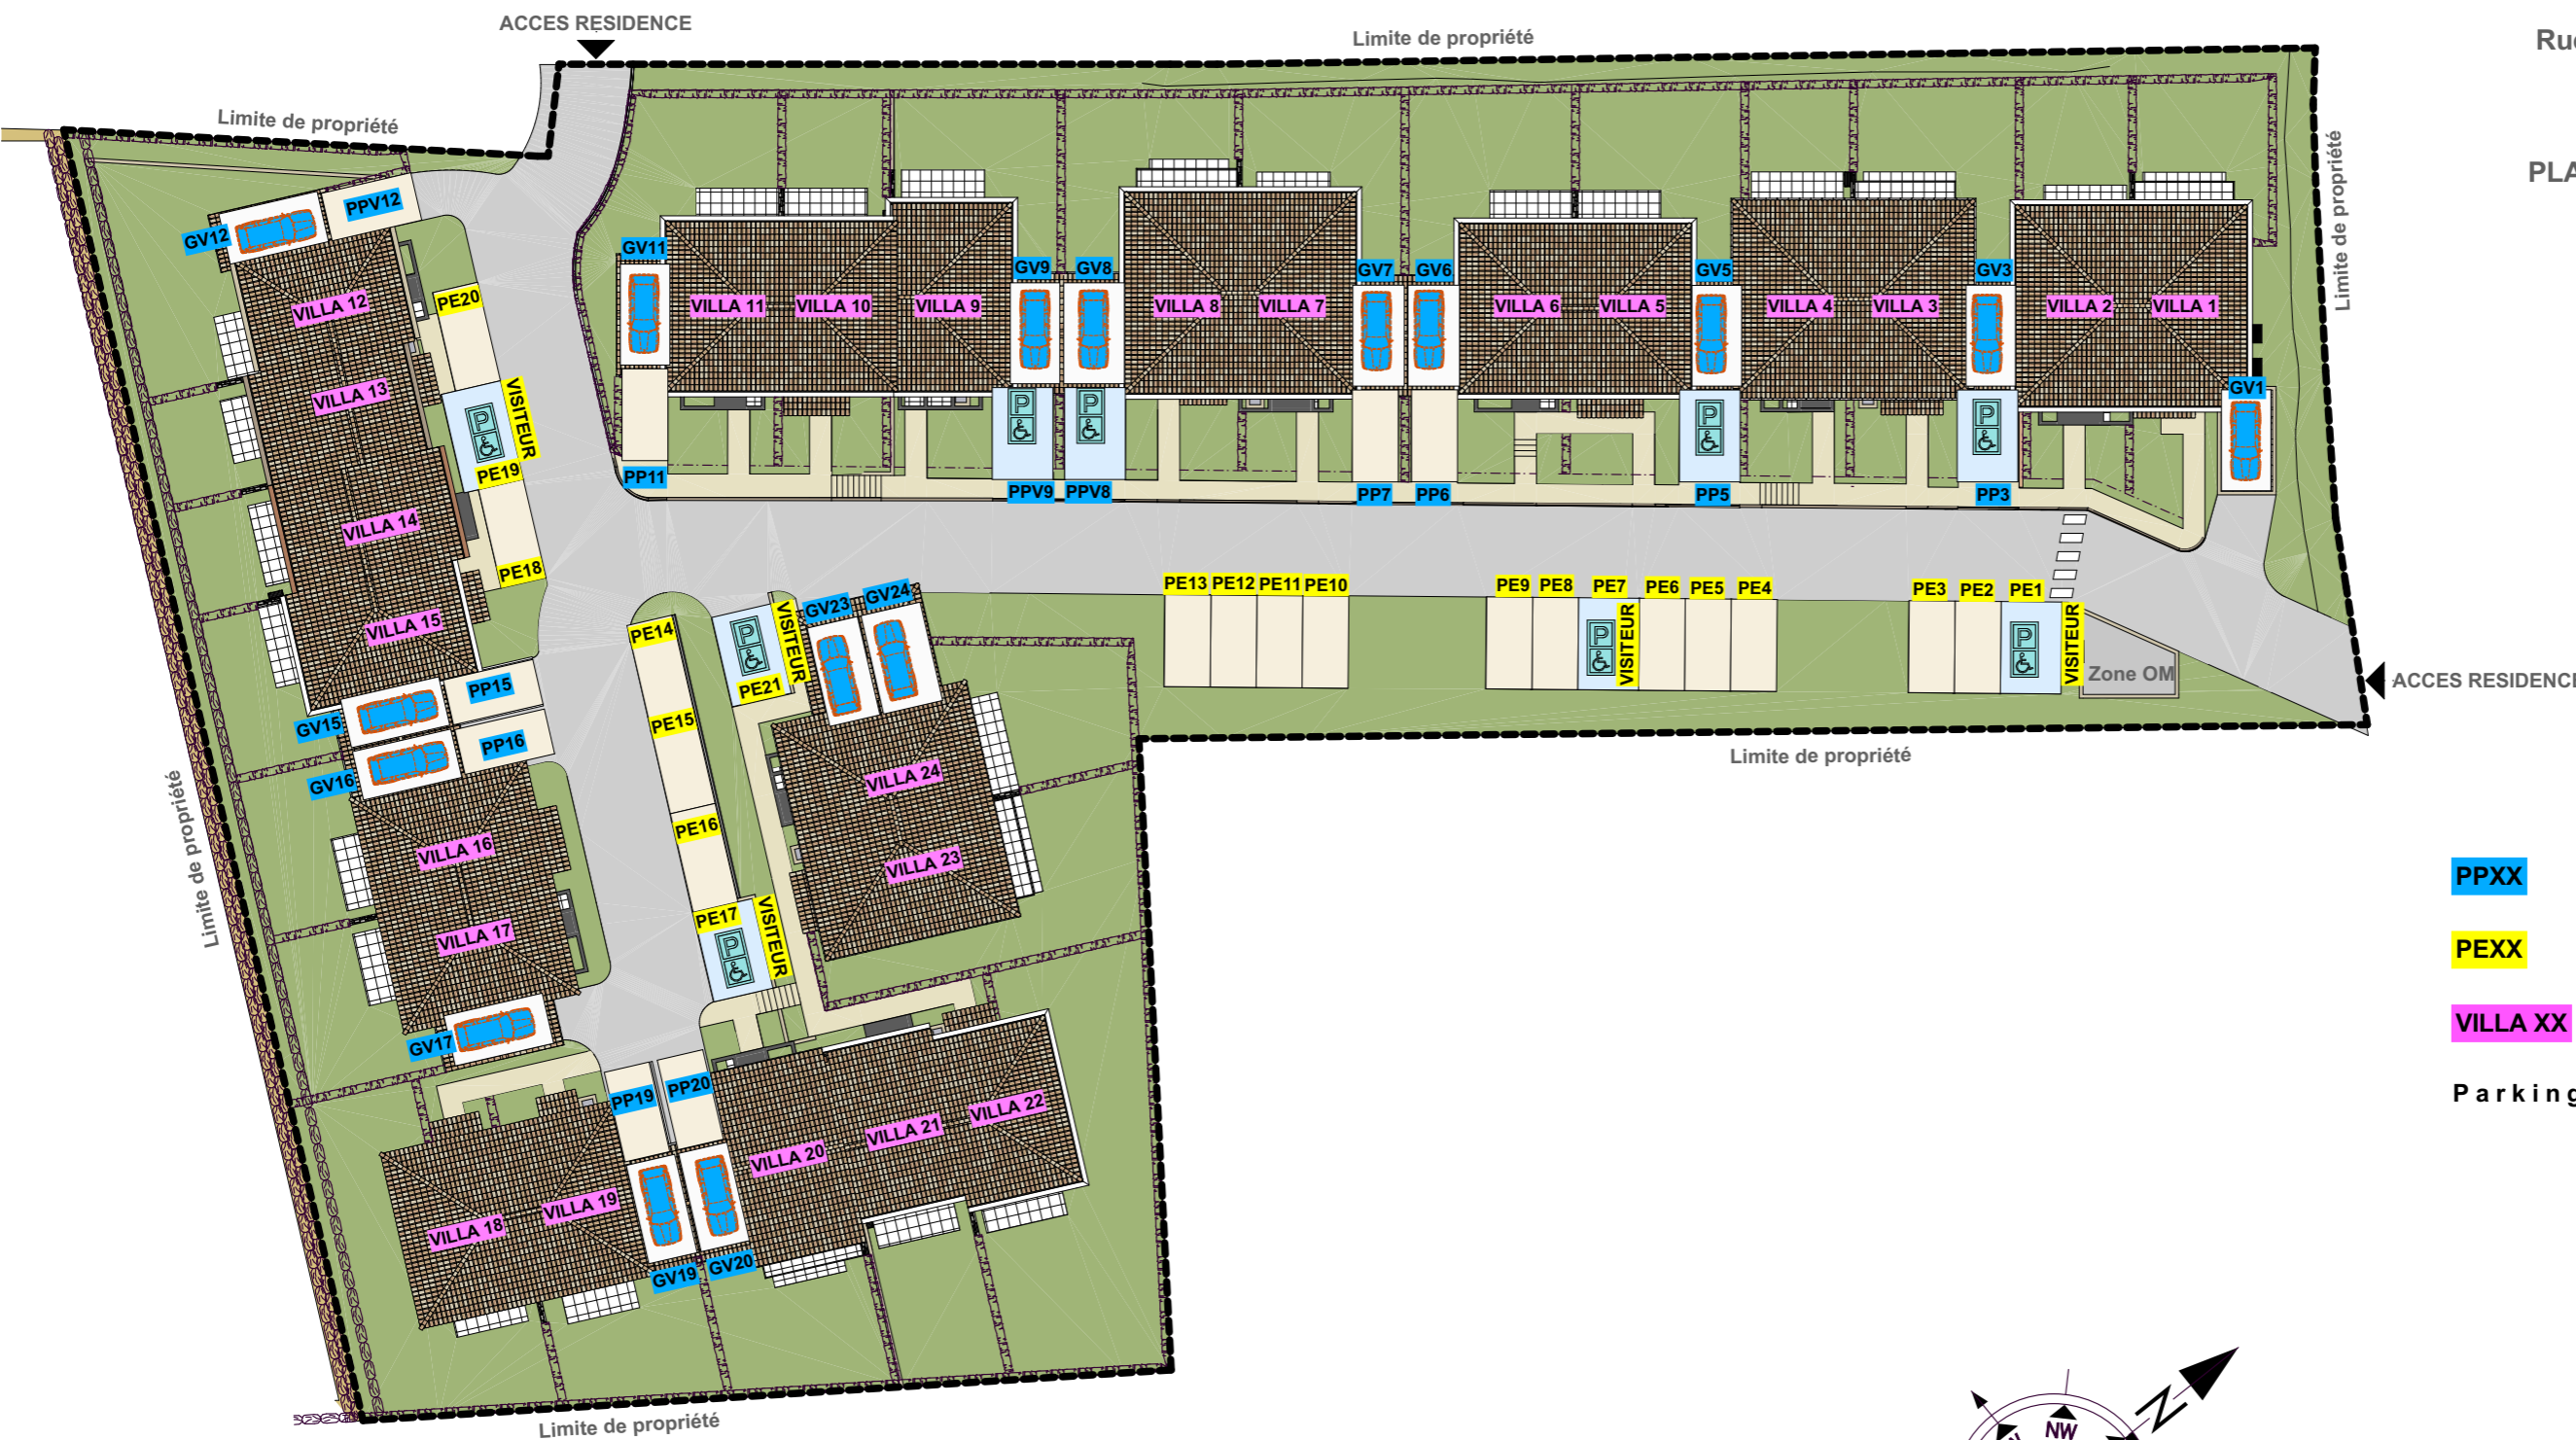 ACCES RESIDENCE
Limite de propriété
Limite de propriété
Limite de propriété
PPV12
GV12
VILLA 12
VILLA 13
VILLA 14
VILLA 15
PE20
VISITEUR
PE19
PE18
GV11
VILLA 11
VILLA 10
VILLA 9
GV9
GV8
VILLA 8
VILLA 7
GV7
GV6
VILLA 6
VILLA 5
GV5
VILLA 4
VILLA 3
GV3
VILLA 2
VILLA 1
GV1
P
P
P
P
P
PP11
PPV9
PPV8
PP7
PP6
PP5
PP3
PE13
PE12
PE11
PE10
PE9
PE8
PE7
PE6
PE5
PE4
PE3
PE2
PE1
P
VISITEUR
P
VISITEUR
Zone OM
ACCES RESIDENCE
Limite de propriété
PE14
PE15
PE16
PE17
VISITEUR
P
P
VISITEUR
PE21
GV23
GV24
VILLA 24
VILLA 23
PP15
GV15
PP16
GV16
VILLA 16
VILLA 17
GV17
Limite de propriété
PP19
PP20
VILLA 18
VILLA 19
GV19
GV20
VILLA 20
VILLA 21
VILLA 22
Limite de propriété
PPXX
PEXX
VILLA XX
Parking
N
NW